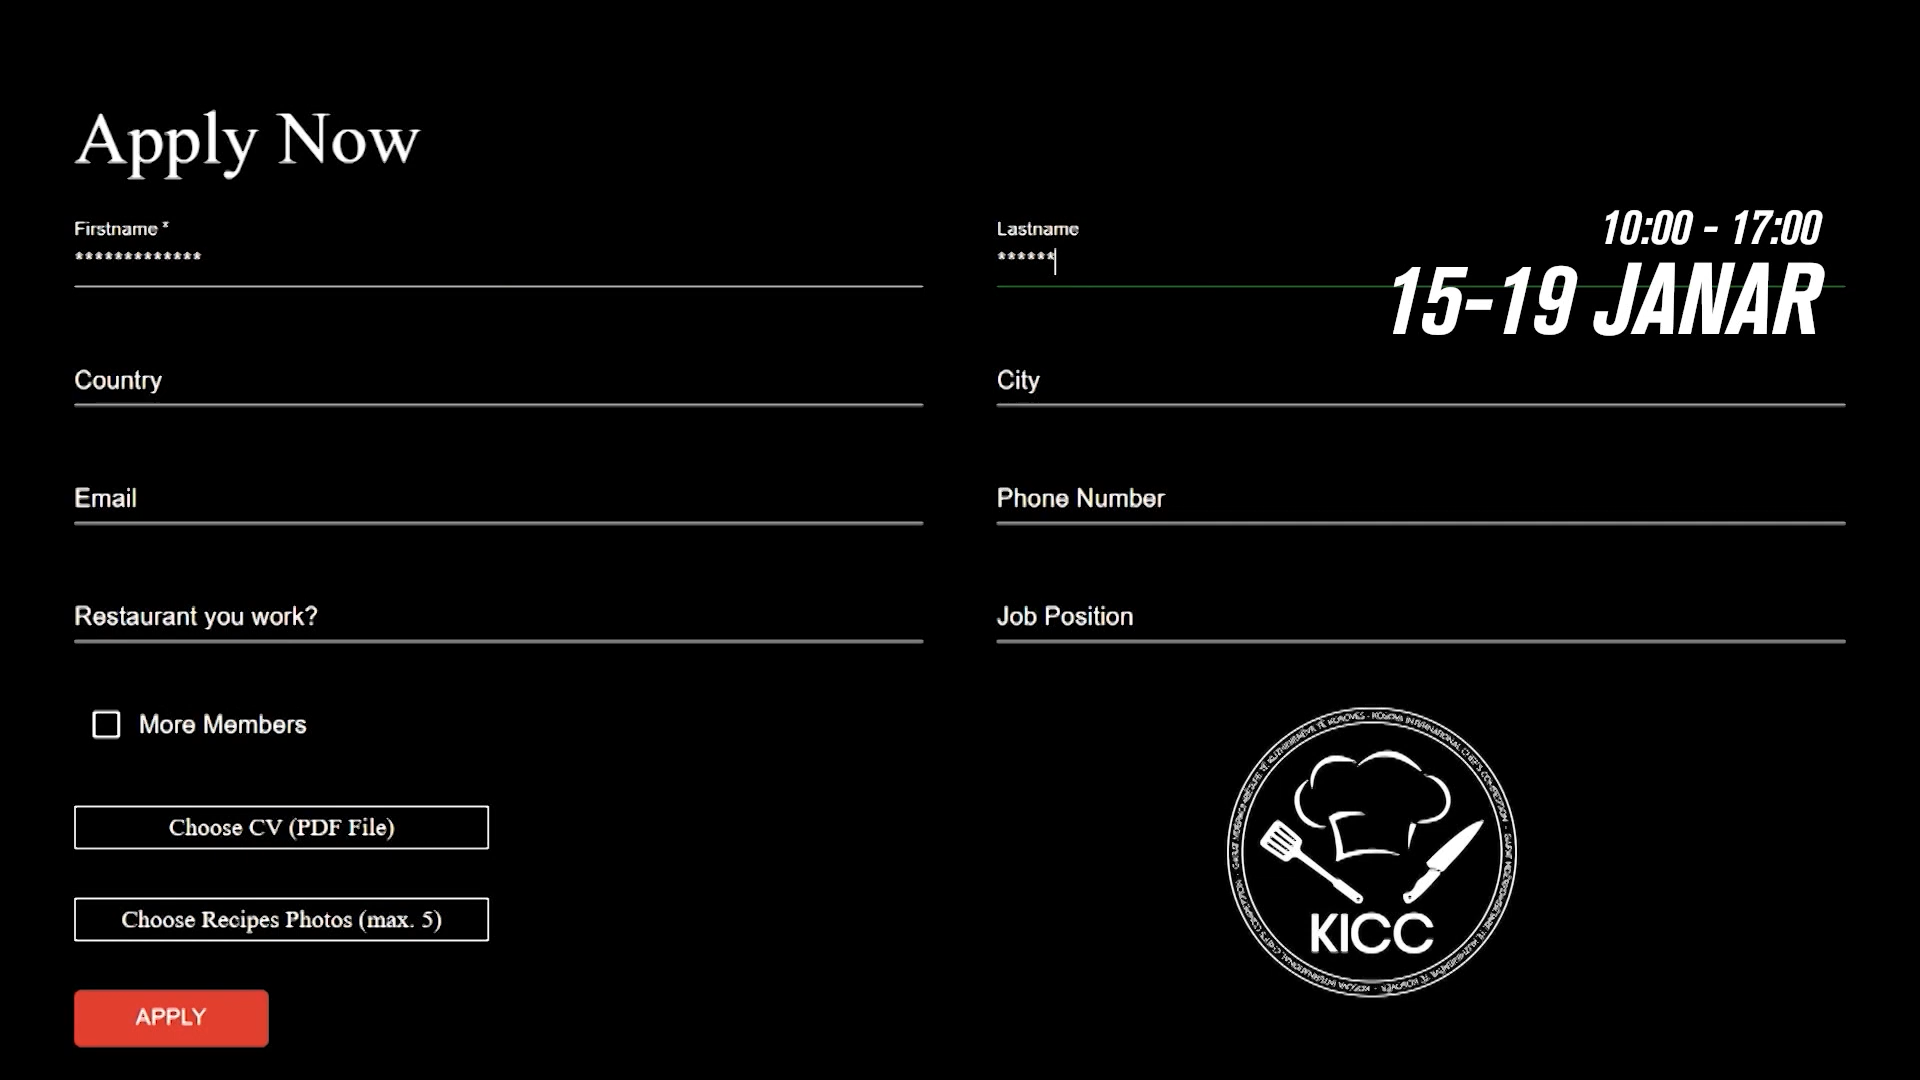 Apply Now
Firstname *
*************
Lastname
******
10:00 - 17:00
15-19 JANAR
Country
City
Email
Phone Number
Restaurant you work?
Job Position
More Members
Choose CV (PDF File)
Choose Recipes Photos (max. 5)
APPLY
KICC